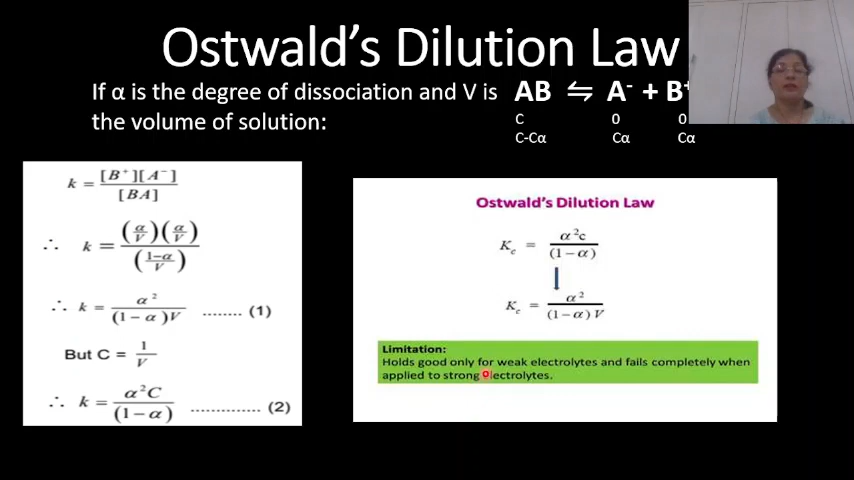 Ostwald's Dilution Law
If α is the degree of dissociation and V is
the volume of solution:
AB ⇋ A⁻ + B⁺
C 0 0
C-Cα Cα Cα
k = [B⁺][A⁻] / [BA]
∴ k = (α/V)(α/V) / ((1-α)/V)
∴ k = α² / (1 - α)V ........ (1)
But C = 1/V
∴ k = α²C / (1 - α) ............. (2)
Ostwald's Dilution Law
K_c = α²c / (1 - α)
K_c = α² / (1 - α) V
Limitation:
Holds good only for weak electrolytes and fails completely when
applied to strong electrolytes.